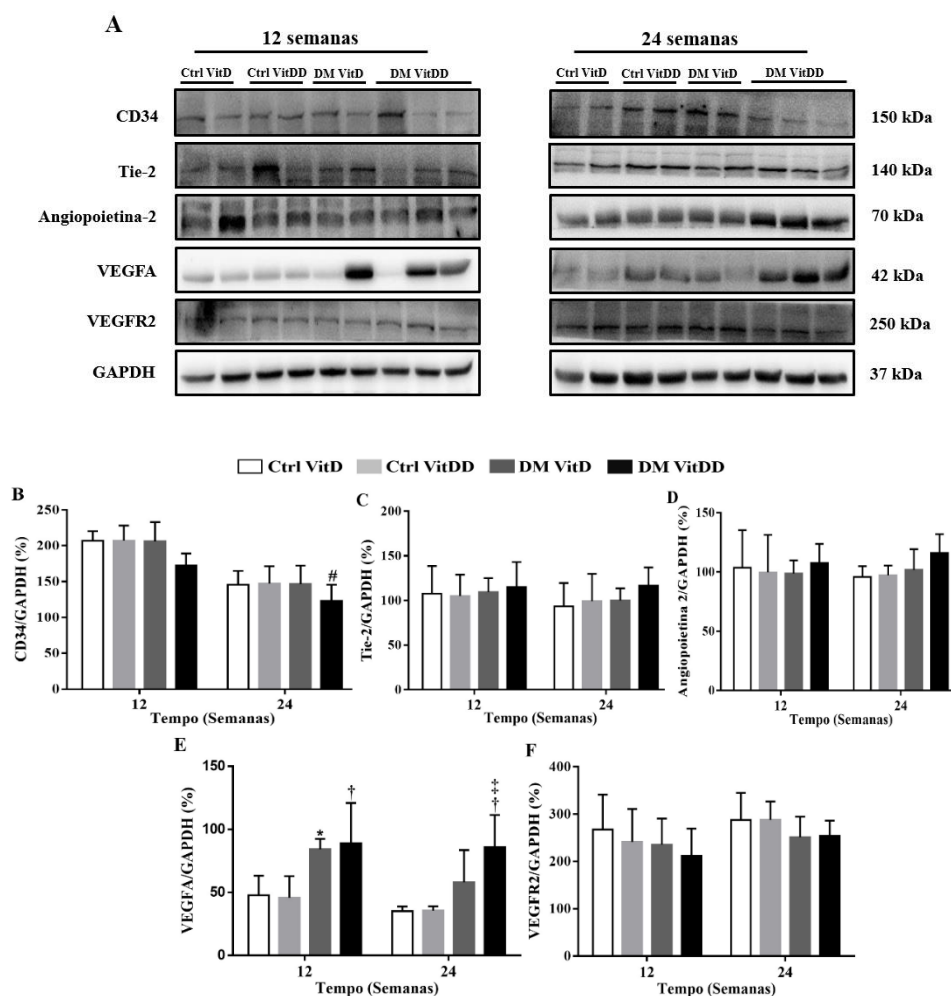 A
12 semanas
24 semanas
Ctrl VitD Ctrl VitDD DM VitD DM VitDD
Ctrl VitD Ctrl VitDD DM VitD DM VitDD
CD34
150 kDa
Tie-2
140 kDa
Angiopoietina-2
70 kDa
VEGFA
42 kDa
VEGFR2
250 kDa
GAPDH
37 kDa
Ctrl VitD Ctrl VitDD DM VitD DM VitDD
B
CD34/GAPDH (%)
250
200
150
100
50
0
#
12 24
Tempo (Semanas)
C
Tie-2/GAPDH (%)
200
150
100
50
0
12 24
Tempo (Semanas)
D
Angiopoietina 2/GAPDH (%)
150
100
50
0
12 24
Tempo (Semanas)
E
VEGFA/GAPDH (%)
150
100
50
0
* † ‡‡
12 24
Tempo (Semanas)
F
VEGFR2/GAPDH (%)
400
300
200
100
0
12 24
Tempo (Semanas)